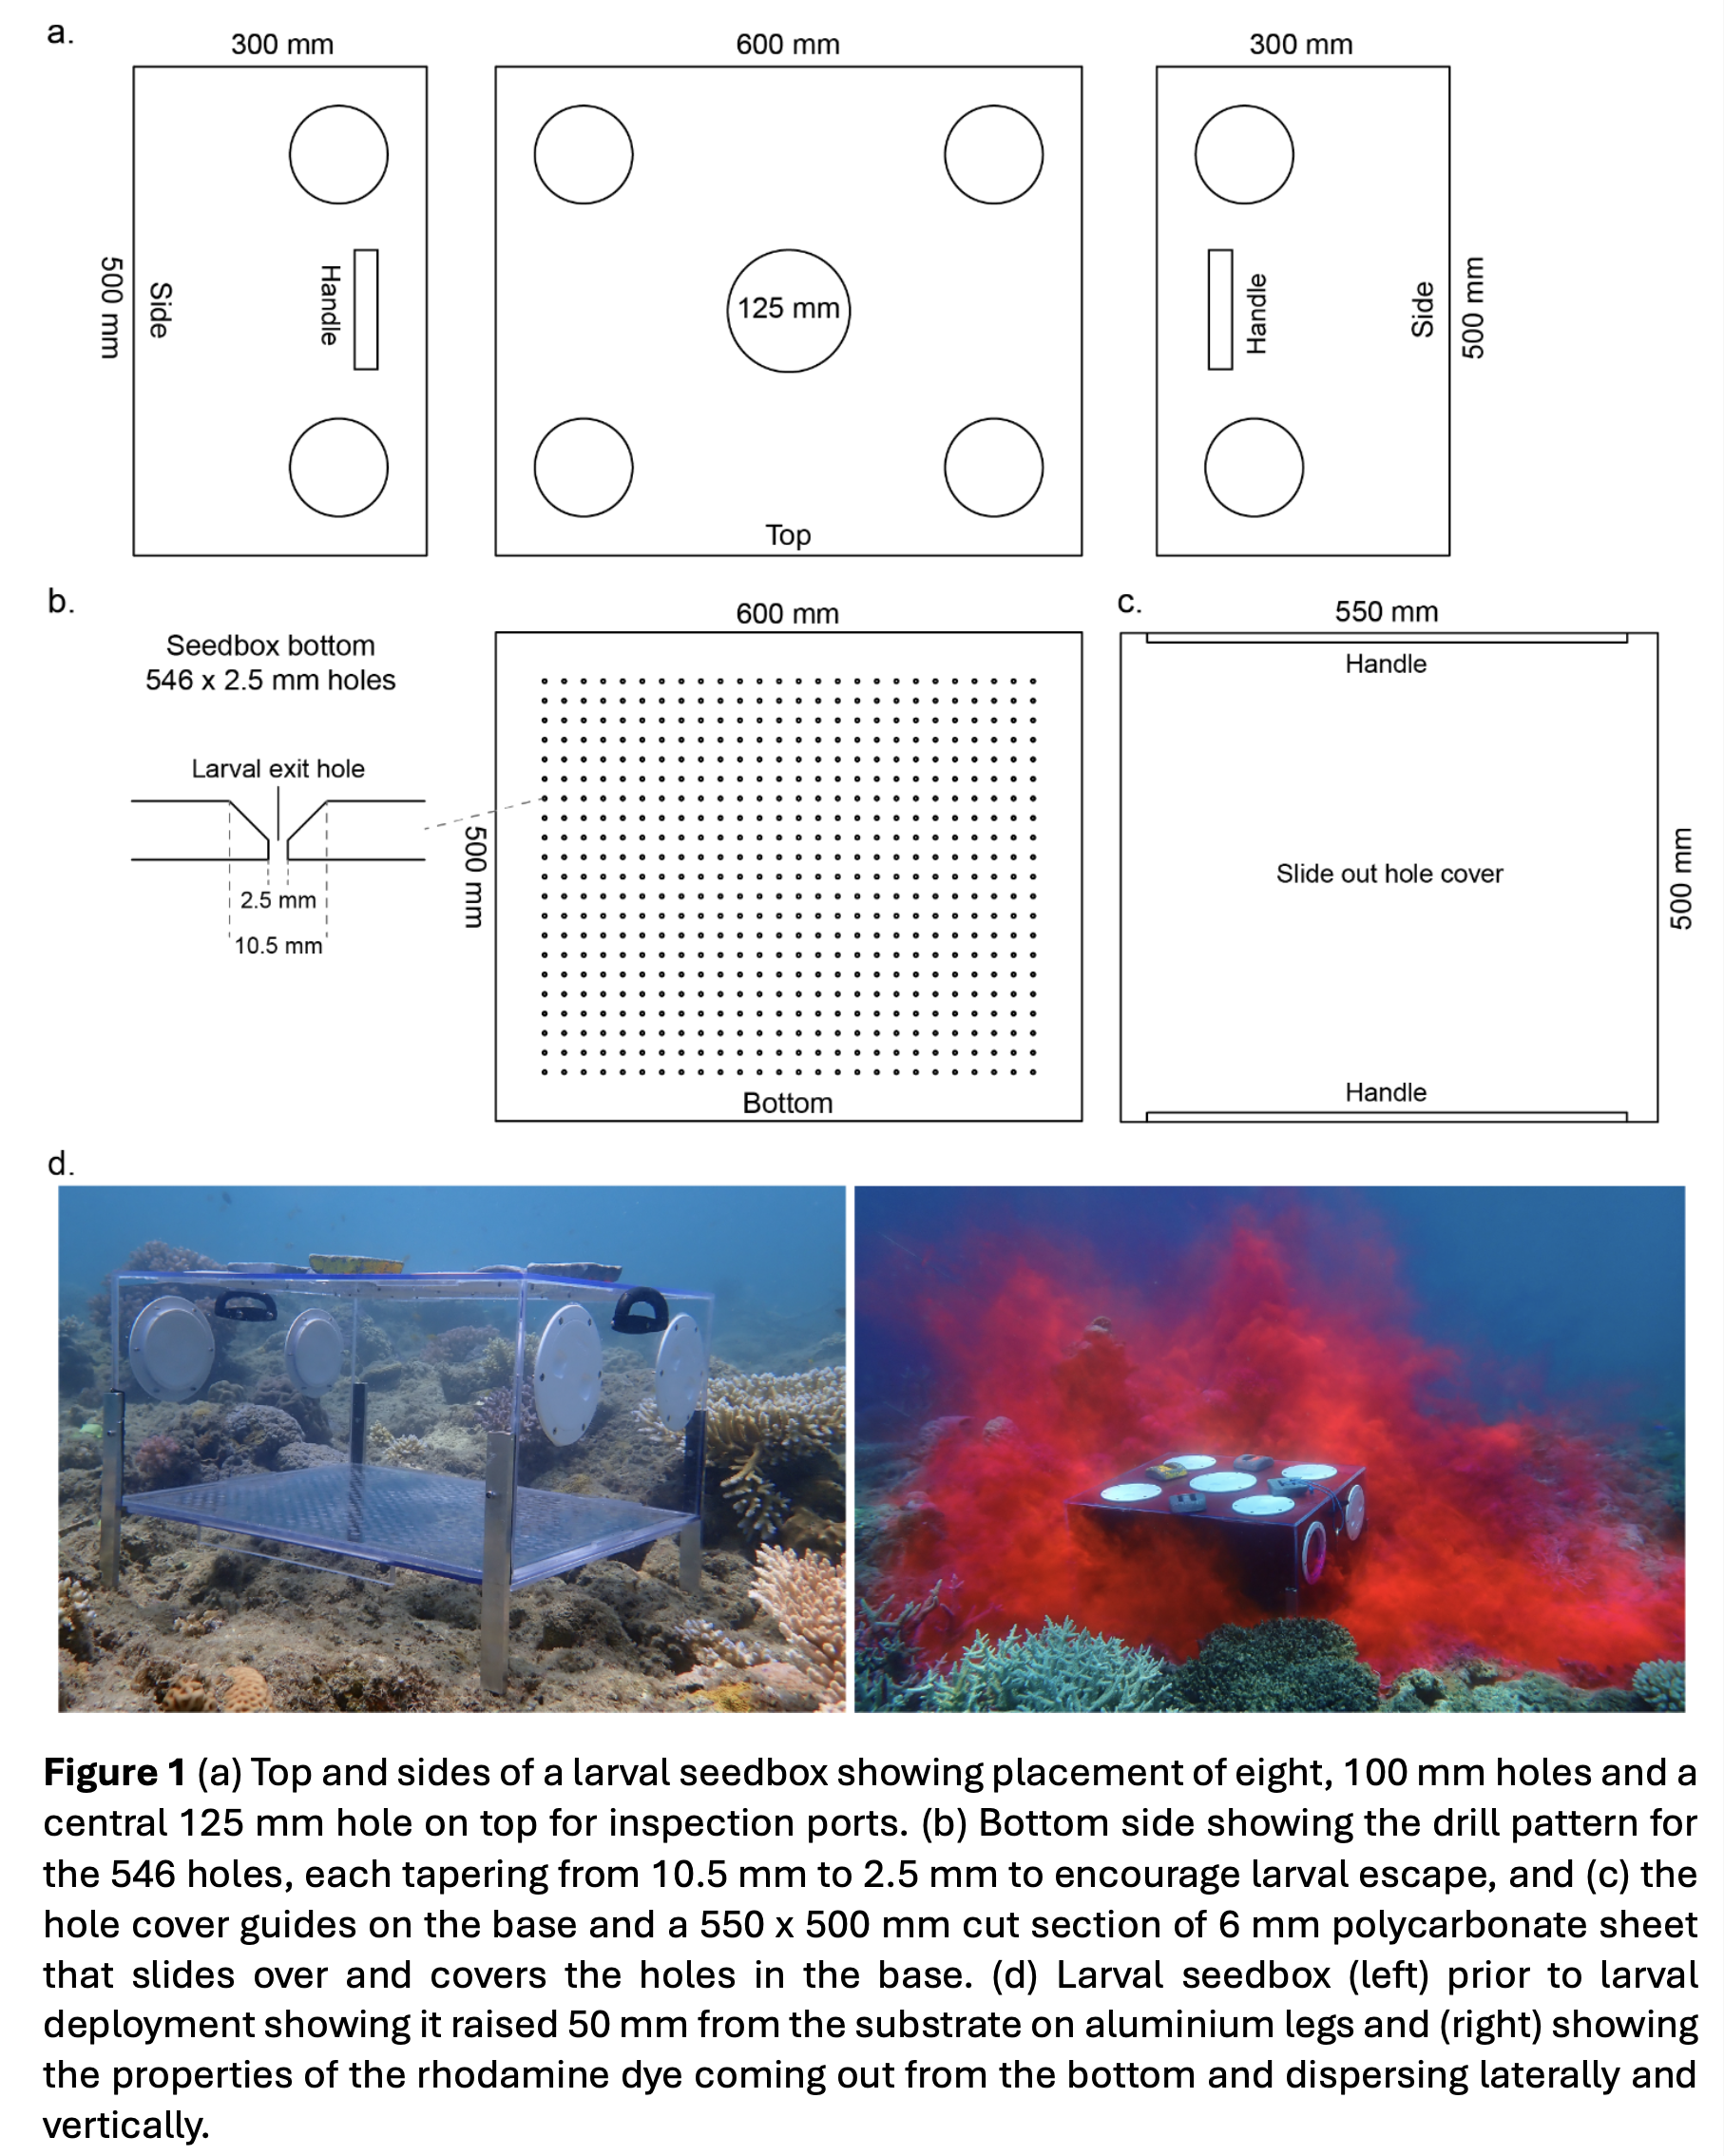 a.
300 mm
600 mm
300 mm
500 mm
Side
Handle
125 mm
Top
Handle
Side
500 mm
b.
Seedbox bottom
546 x 2.5 mm holes
Larval exit hole
2.5 mm
10.5 mm
600 mm
500 mm
Bottom
c.
550 mm
Handle
Slide out hole cover
500 mm
Handle
d.
Figure 1 (a) Top and sides of a larval seedbox showing placement of eight, 100 mm holes and a
central 125 mm hole on top for inspection ports. (b) Bottom side showing the drill pattern for
the 546 holes, each tapering from 10.5 mm to 2.5 mm to encourage larval escape, and (c) the
hole cover guides on the base and a 550 x 500 mm cut section of 6 mm polycarbonate sheet
that slides over and covers the holes in the base. (d) Larval seedbox (left) prior to larval
deployment showing it raised 50 mm from the substrate on aluminium legs and (right) showing
the properties of the rhodamine dye coming out from the bottom and dispersing laterally and
vertically.